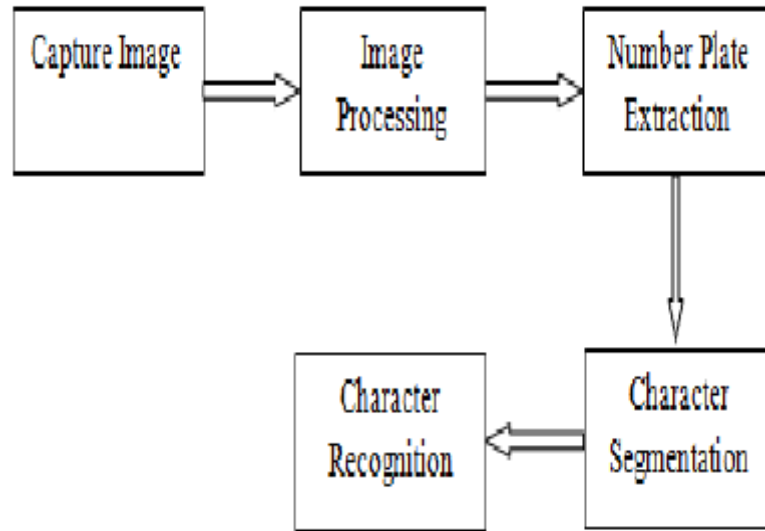 Capture Image
Image
Processing
Number Plate
Extraction
Character
Segmentation
Character
Recognition